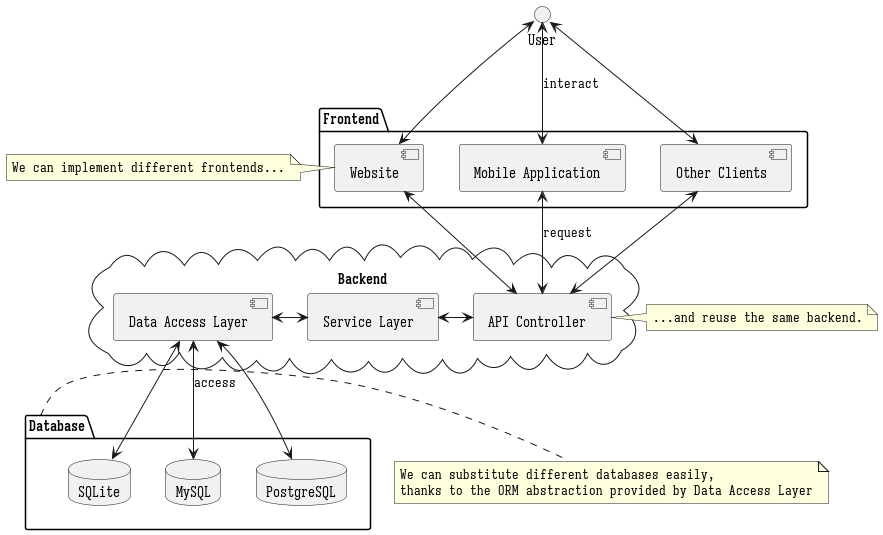 User
interact
Frontend
We can implement different frontends...
Website
Mobile Application
Other Clients
request
Backend
Data Access Layer
Service Layer
API Controller
...and reuse the same backend.
access
Database
SQLite
MySQL
PostgreSQL
We can substitute different databases easily,
thanks to the ORM abstraction provided by Data Access Layer